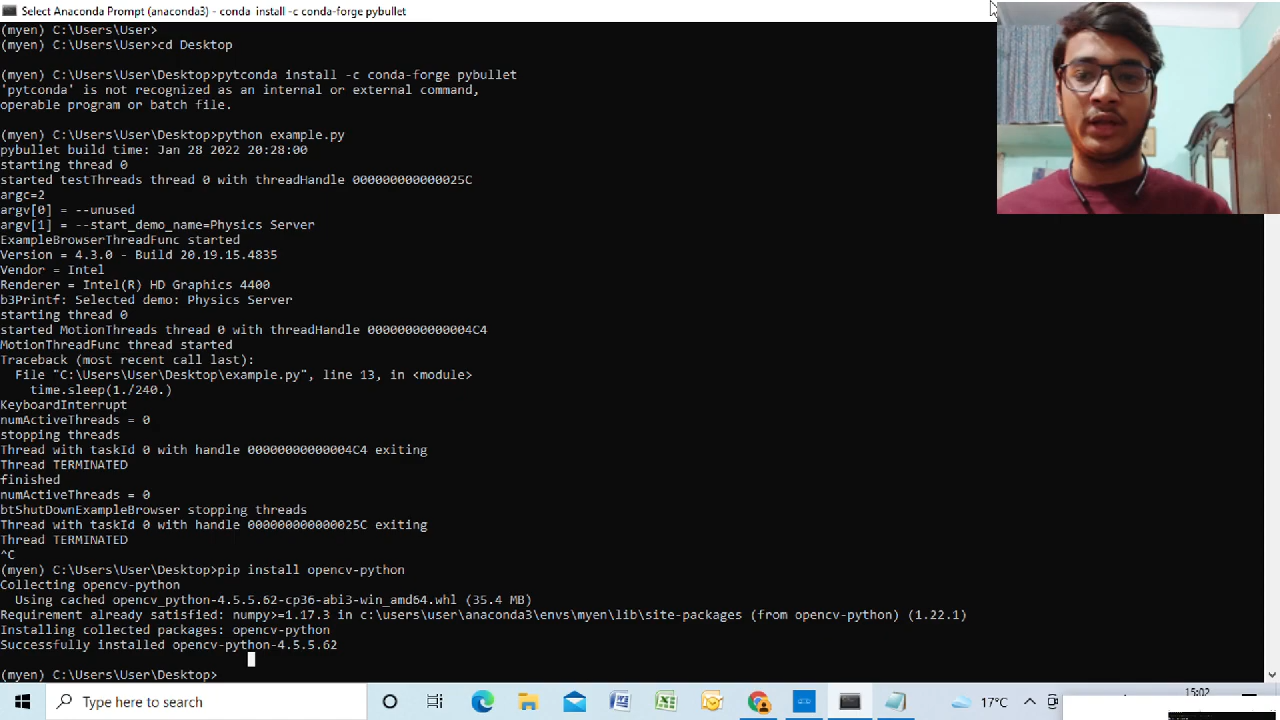 Select Anaconda Prompt (anaconda3) - conda  install -c conda-forge pybullet
(myen) C:\Users\User>
(myen) C:\Users\User>cd Desktop
(myen) C:\Users\User\Desktop>pytconda install -c conda-forge pybullet
'pytconda' is not recognized as an internal or external command,
operable program or batch file.
(myen) C:\Users\User\Desktop>python example.py
pybullet build time: Jan 28 2022 20:28:00
starting thread 0
started testThreads thread 0 with threadHandle 000000000000025C
argc=2
argv[0] = --unused
argv[1] = --start_demo_name=Physics Server
ExampleBrowserThreadFunc started
Version = 4.3.0 - Build 20.19.15.4835
Vendor = Intel
Renderer = Intel(R) HD Graphics 4400
b3Printf: Selected demo: Physics Server
starting thread 0
started MotionThreads thread 0 with threadHandle 00000000000004C4
MotionThreadFunc thread started
Traceback (most recent call last):
  File "C:\Users\User\Desktop\example.py", line 13, in <module>
    time.sleep(1./240.)
KeyboardInterrupt
numActiveThreads = 0
stopping threads
Thread with taskId 0 with handle 00000000000004C4 exiting
Thread TERMINATED
finished
numActiveThreads = 0
btShutDownExampleBrowser stopping threads
Thread with taskId 0 with handle 000000000000025C exiting
Thread TERMINATED
^C
(myen) C:\Users\User\Desktop>pip install opencv-python
Collecting opencv-python
  Using cached opencv_python-4.5.5.62-cp36-abi3-win_amd64.whl (35.4 MB)
Requirement already satisfied: numpy>=1.17.3 in c:\users\user\anaconda3\envs\myen\lib\site-packages (from opencv-python) (1.22.1)
Installing collected packages: opencv-python
Successfully installed opencv-python-4.5.5.62
(myen) C:\Users\User\Desktop>
Type here to search
17°C
15:02